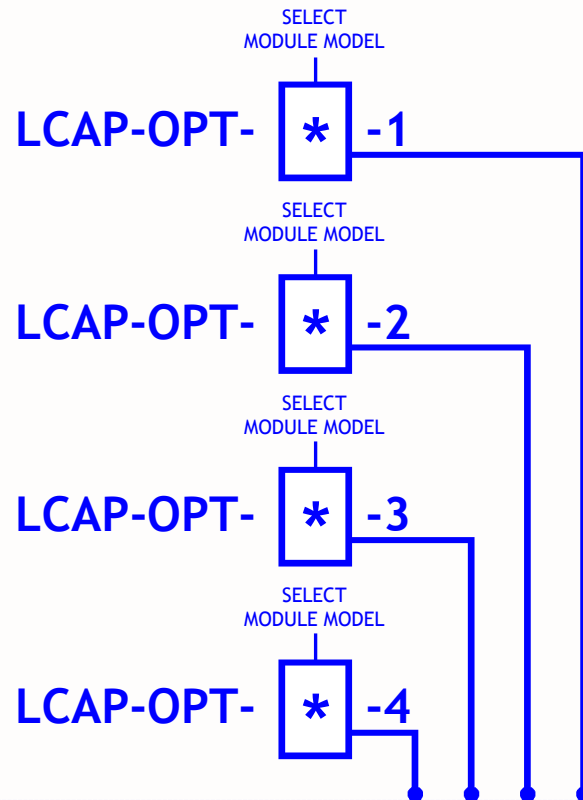 SELECT
MODULE MODEL
LCAP-OPT- * -1
SELECT
MODULE MODEL
LCAP-OPT- * -2
SELECT
MODULE MODEL
LCAP-OPT- * -3
SELECT
MODULE MODEL
LCAP-OPT- * -4